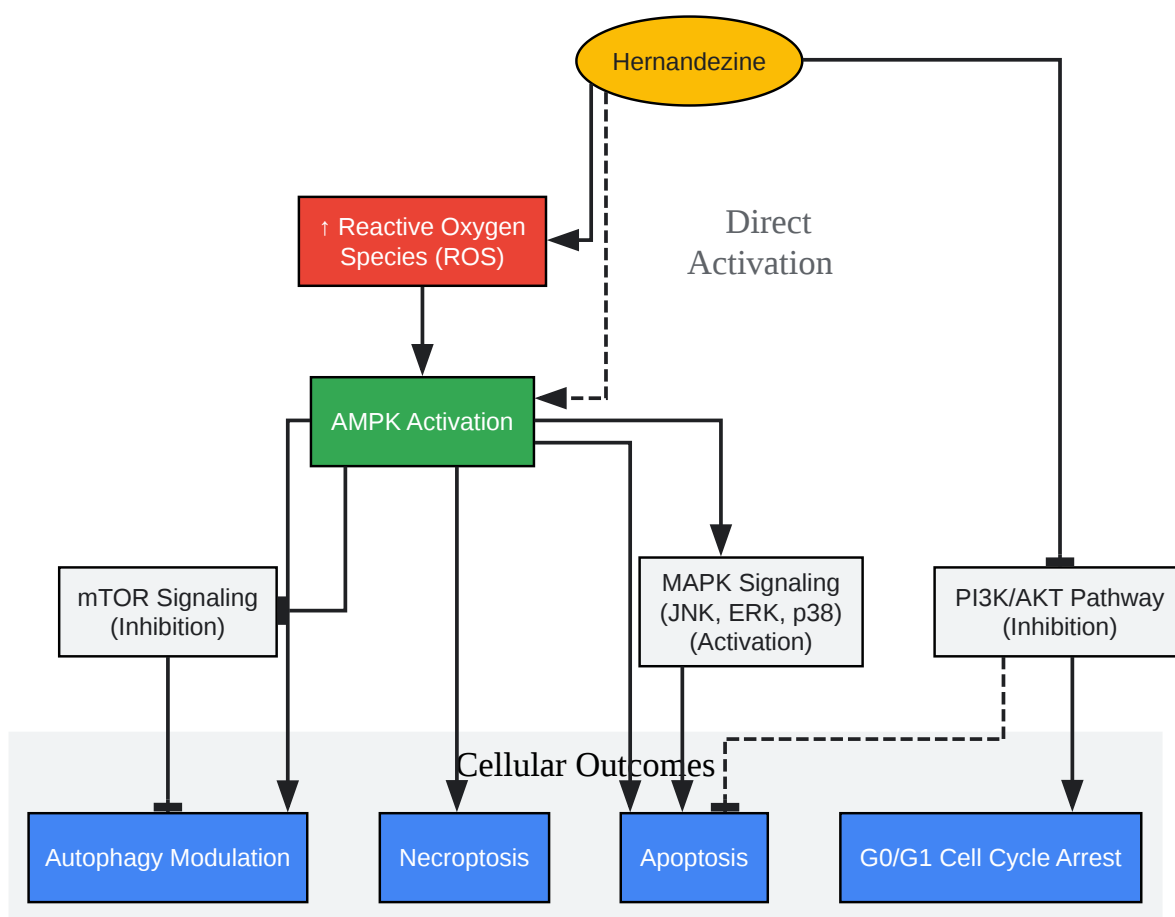 Hernandezine
↑ Reactive Oxygen
Species (ROS)
Direct
Activation
AMPK Activation
mTOR Signaling
(Inhibition)
MAPK Signaling
(JNK, ERK, p38)
(Activation)
PI3K/AKT Pathway
(Inhibition)
Cellular Outcomes
Autophagy Modulation
Necroptosis
Apoptosis
G0/G1 Cell Cycle Arrest